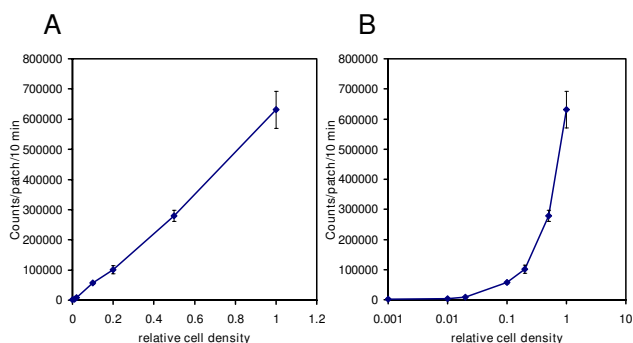 A
B
800000
700000
600000
500000
400000
300000
200000
100000
0
Counts/patch/10 min
0 0.2 0.4 0.6 0.8 1 1.2
relative cell density
800000
700000
600000
500000
400000
300000
200000
100000
0
Counts/patch/10 min
0.001 0.01 0.1 1 10
relative cell density